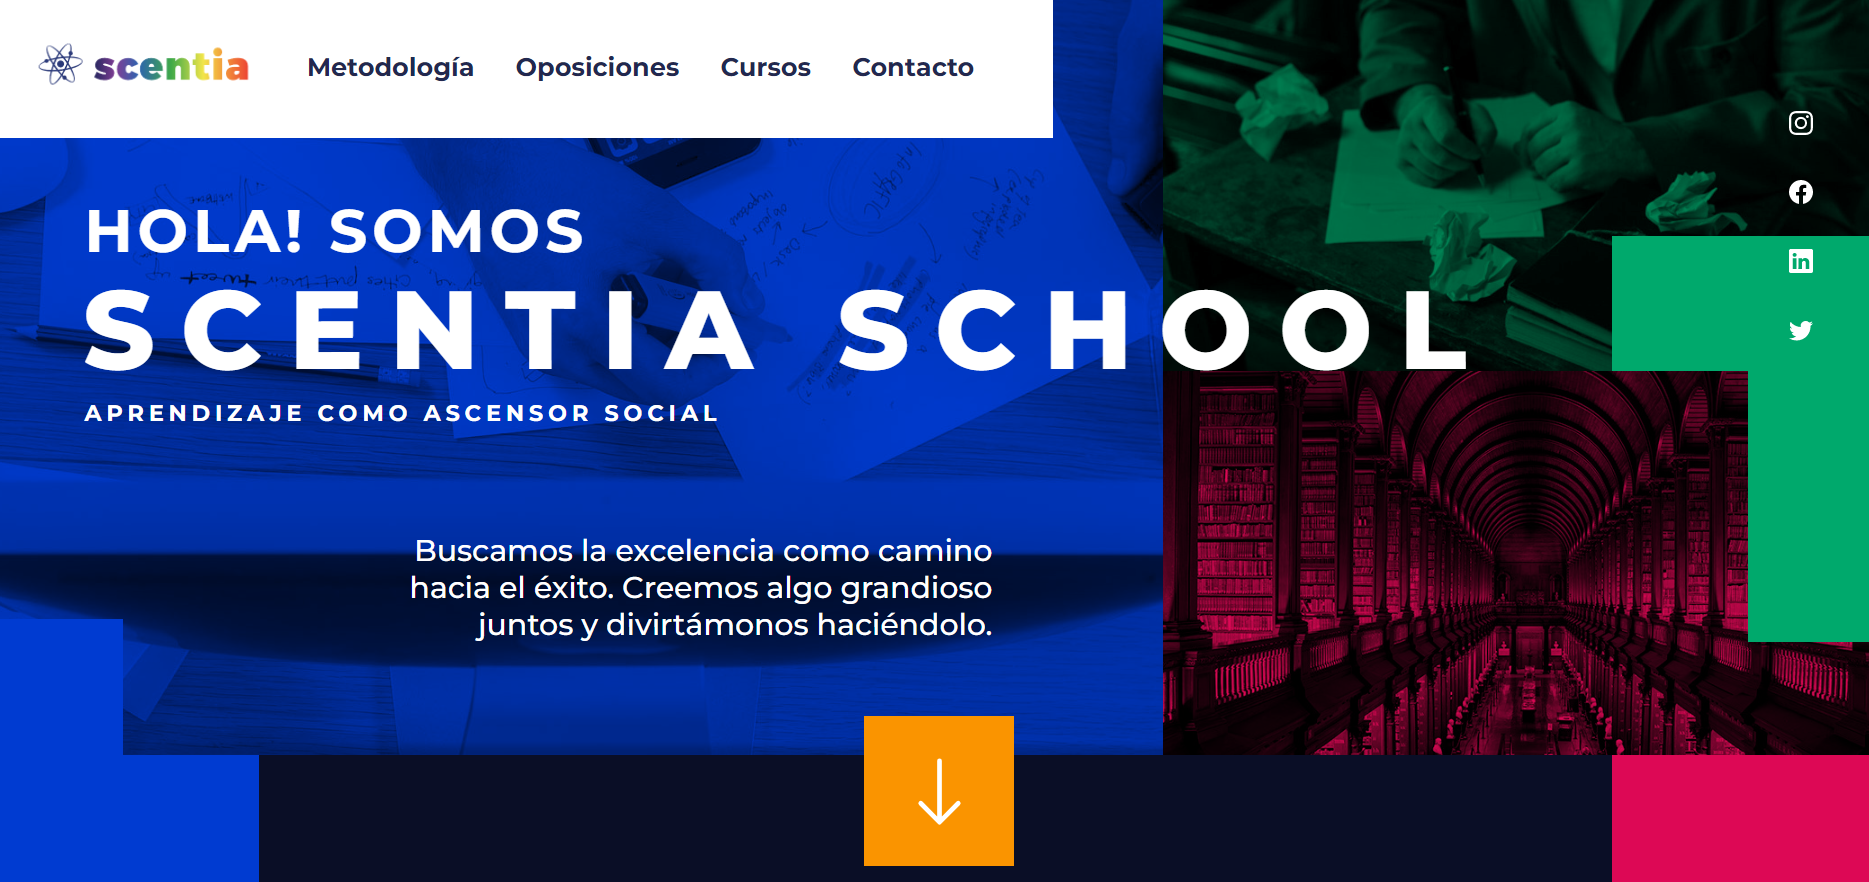 scentia
Metodología
Oposiciones
Cursos
Contacto
HOLA! SOMOS
SCENTIA SCHOOL
APRENDIZAJE COMO ASCENSOR SOCIAL
Buscamos la excelencia como camino
hacia el éxito. Creemos algo grandioso
juntos y divirtámonos haciéndolo.